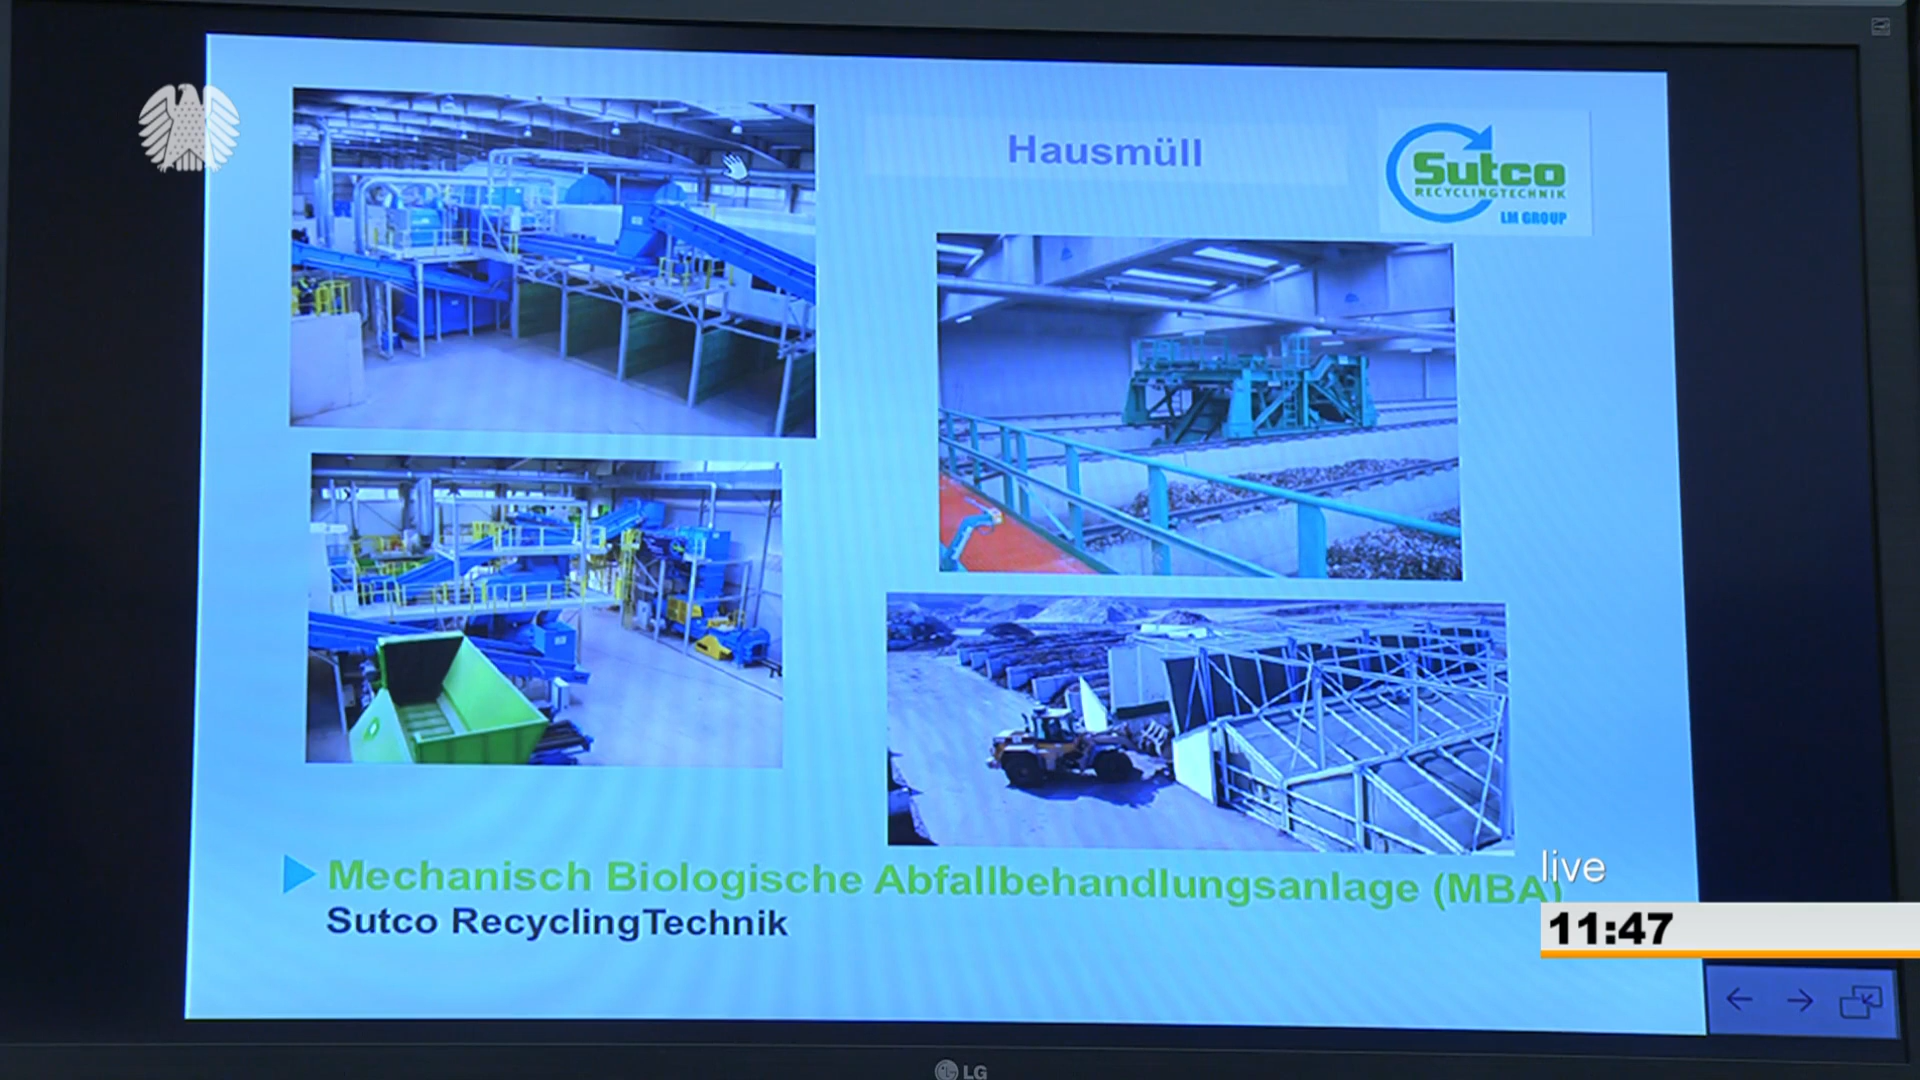 Hausmüll
Sutco
RECYCLINGTECHNIK
LM GROUP
Mechanisch Biologische Abfallbehandlungsanlage (MBA)
Sutco RecyclingTechnik
live
11:47
LG